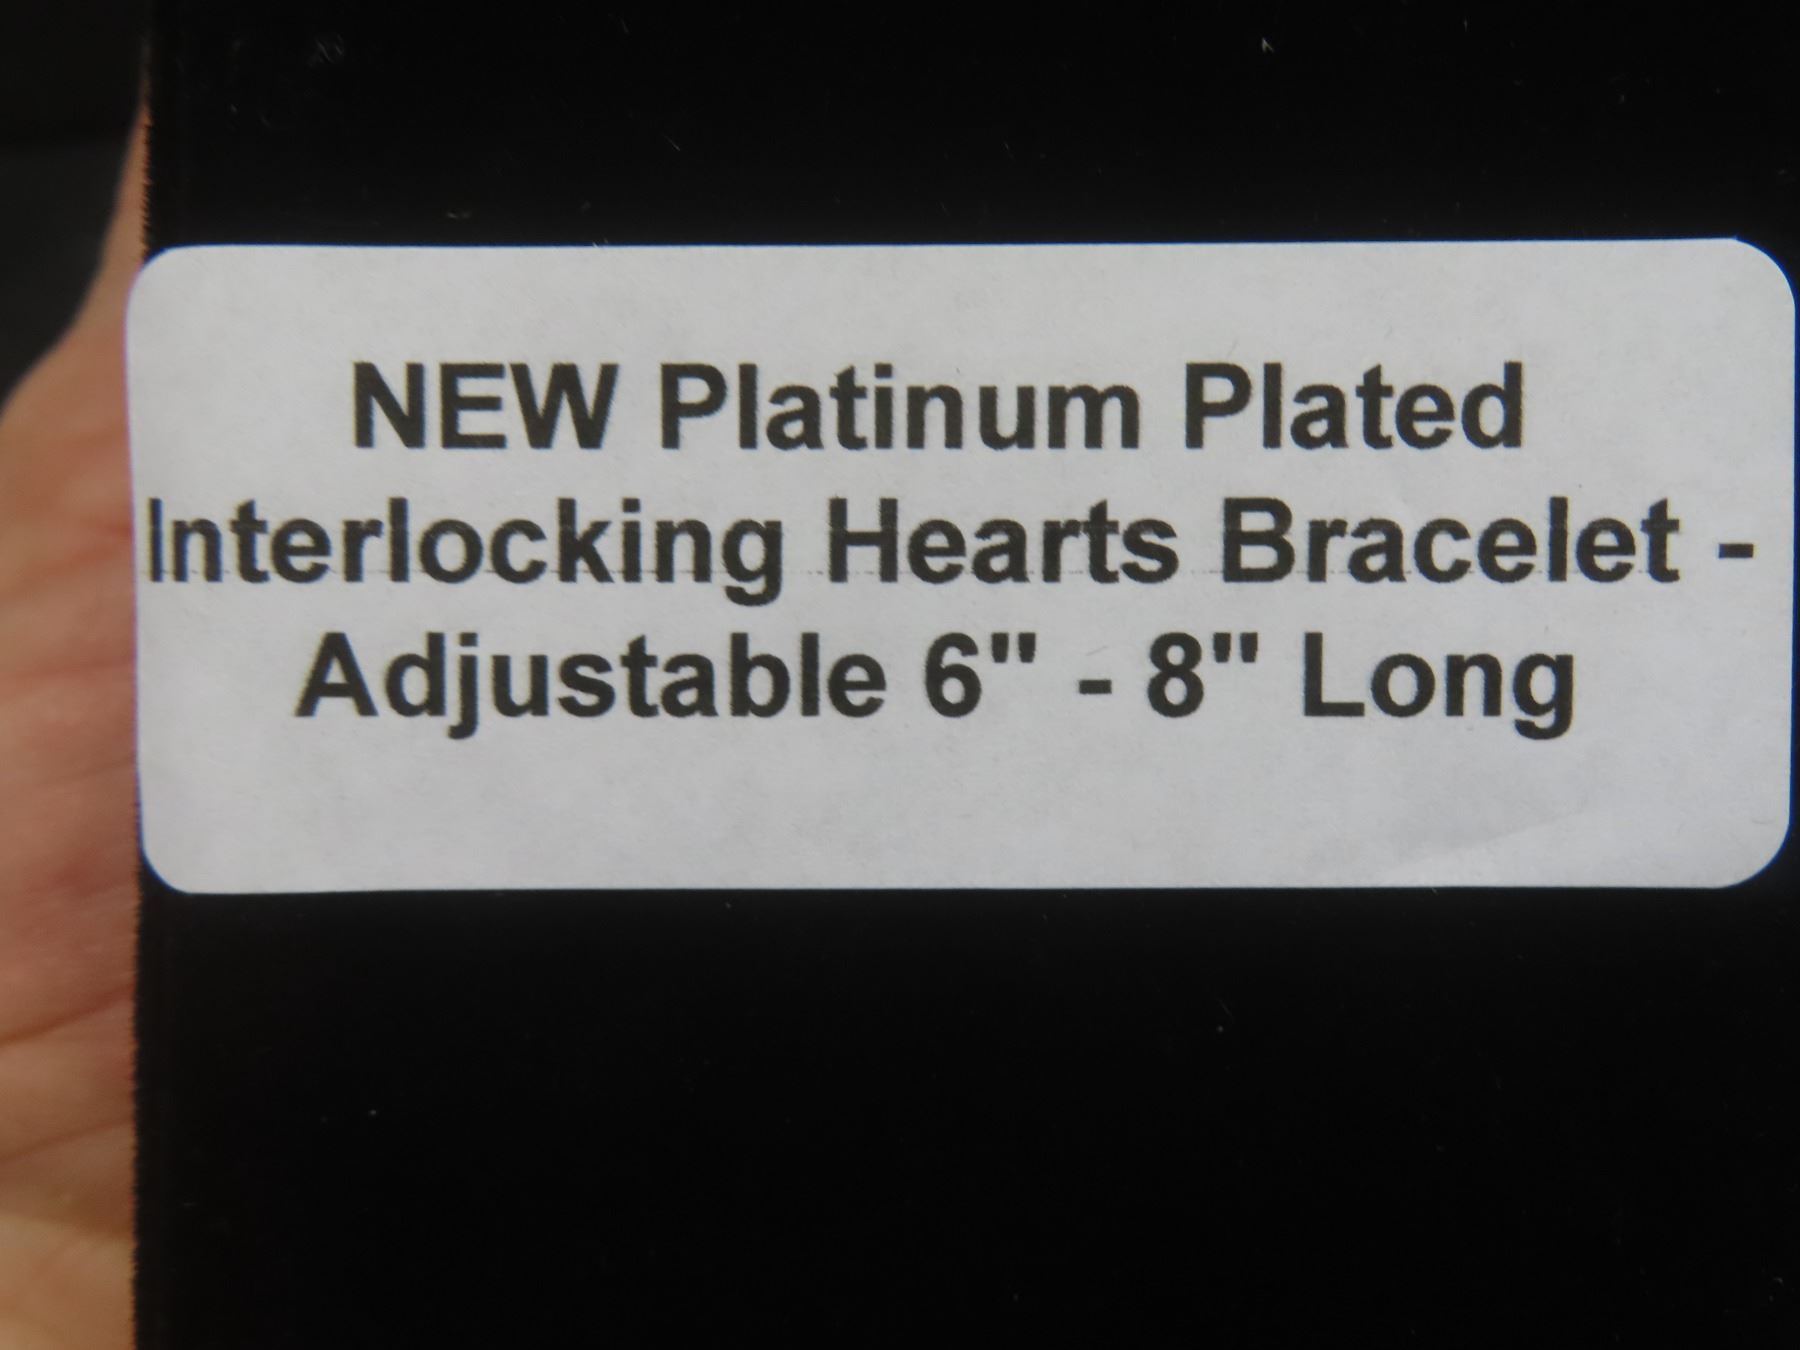 NEW Platinum Plated
Interlocking Hearts Bracelet -
Adjustable 6" - 8" Long